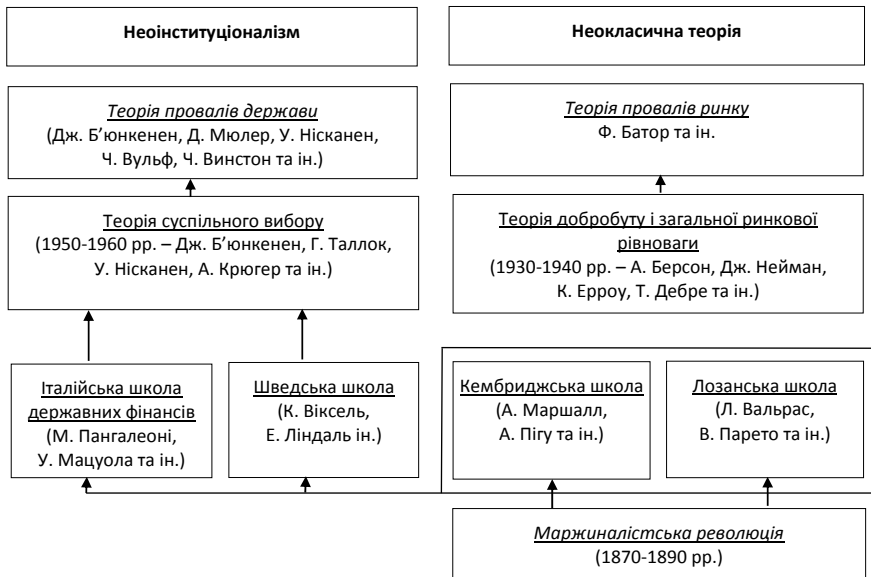 Неоінституціоналізм
Неокласична теорія
Теорія провалів держави
(Дж. Б’юнкенен, Д. Мюлер, У. Нісканен,
Ч. Вульф, Ч. Винстон та ін.)
Теорія провалів ринку
Ф. Батор та ін.
Теорія суспільного вибору
(1950-1960 рр. – Дж. Б’юнкенен, Г. Таллок,
У. Нісканен, А. Крюгер та ін.)
Теорія добробуту і загальної ринкової
рівноваги
(1930-1940 рр. – А. Берсон, Дж. Нейман,
К. Ерроу, Т. Дебре та ін.)
Італійська школа
державних фінансів
(М. Пангалеоні,
У. Мацуола та ін.)
Шведська школа
(К. Віксель,
Е. Ліндаль ін.)
Кембриджська школа
(А. Маршалл,
А. Пігу та ін.)
Лозанська школа
(Л. Вальрас,
В. Парето та ін.)
Маржиналістська революція
(1870-1890 рр.)